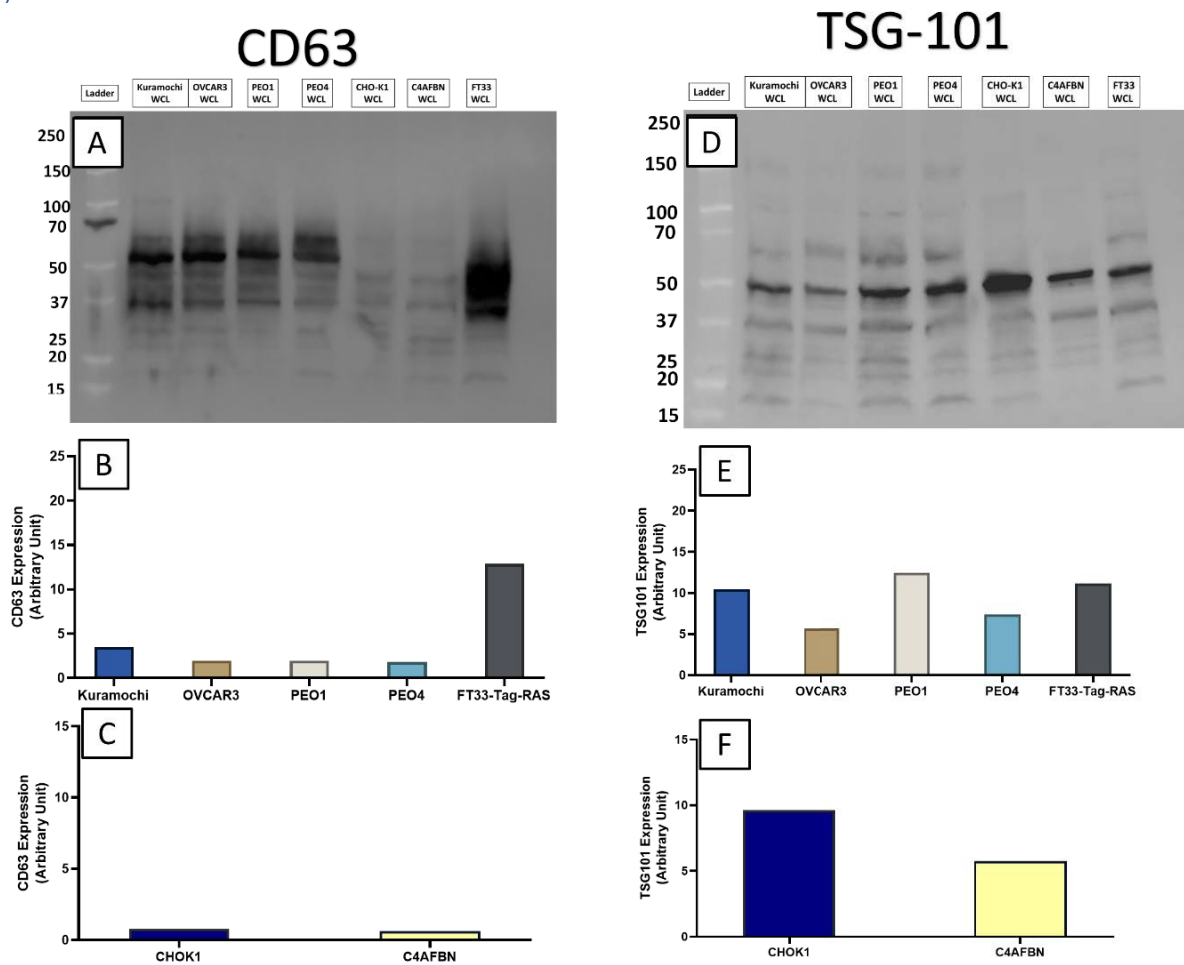 CD63
Ladder
Kuramochi
WCL
OVCAR3
WCL
PEO1
WCL
PEO4
WCL
CHO-K1
WCL
C4AFBN
WCL
FT33
WCL
A
250
150
100
70
50
37
25
20
15
TSG-101
Ladder
Kuramochi
WCL
OVCAR3
WCL
PEO1
WCL
PEO4
WCL
CHO-K1
WCL
C4AFBN
WCL
FT33
WCL
D
250
150
100
70
50
37
25
20
15
B
CD63 Expression
(Arbitrary Unit)
25
20
15
10
5
0
Kuramochi OVCAR3 PEO1 PEO4 FT33-Tag-RAS
E
TSG101 Expression
(Arbitrary Unit)
25
20
15
10
5
0
Kuramochi OVCAR3 PEO1 PEO4 FT33-Tag-RAS
C
CD63 Expression
(Arbitrary Unit)
15
10
5
0
CHOK1 C4AFBN
F
TSG101 Expression
(Arbitrary Unit)
15
10
5
0
CHOK1 C4AFBN